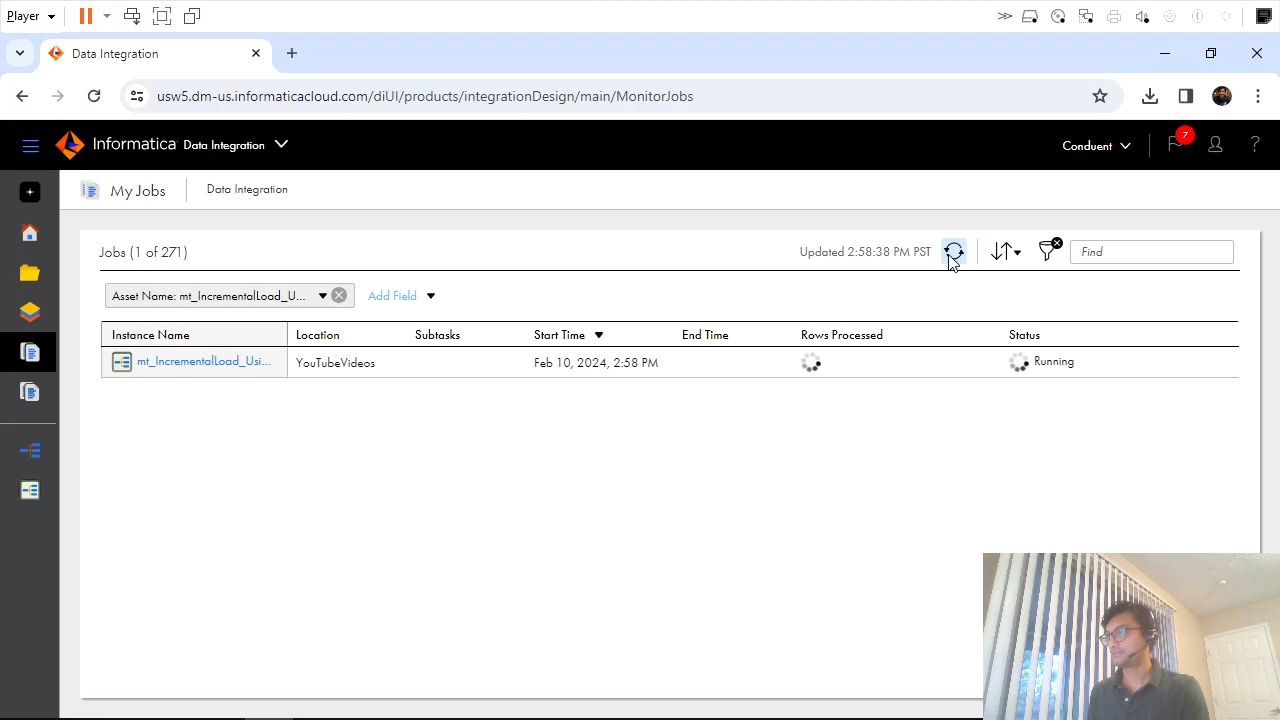 Player
Data Integration
usw5.dm-us.informaticacloud.com/diUI/products/integrationDesign/main/MonitorJobs
Informatica Data Integration
Conduent
7
My Jobs
Data Integration
Jobs (1 of 271)
Updated 2:58:38 PM PST
Find
Asset Name: mt_IncrementalLoad_U...
Add Field
Instance Name Location Subtasks Start Time End Time Rows Processed Status
mt_IncrementalLoad_Usi... YouTubeVideos Feb 10, 2024, 2:58 PM Running